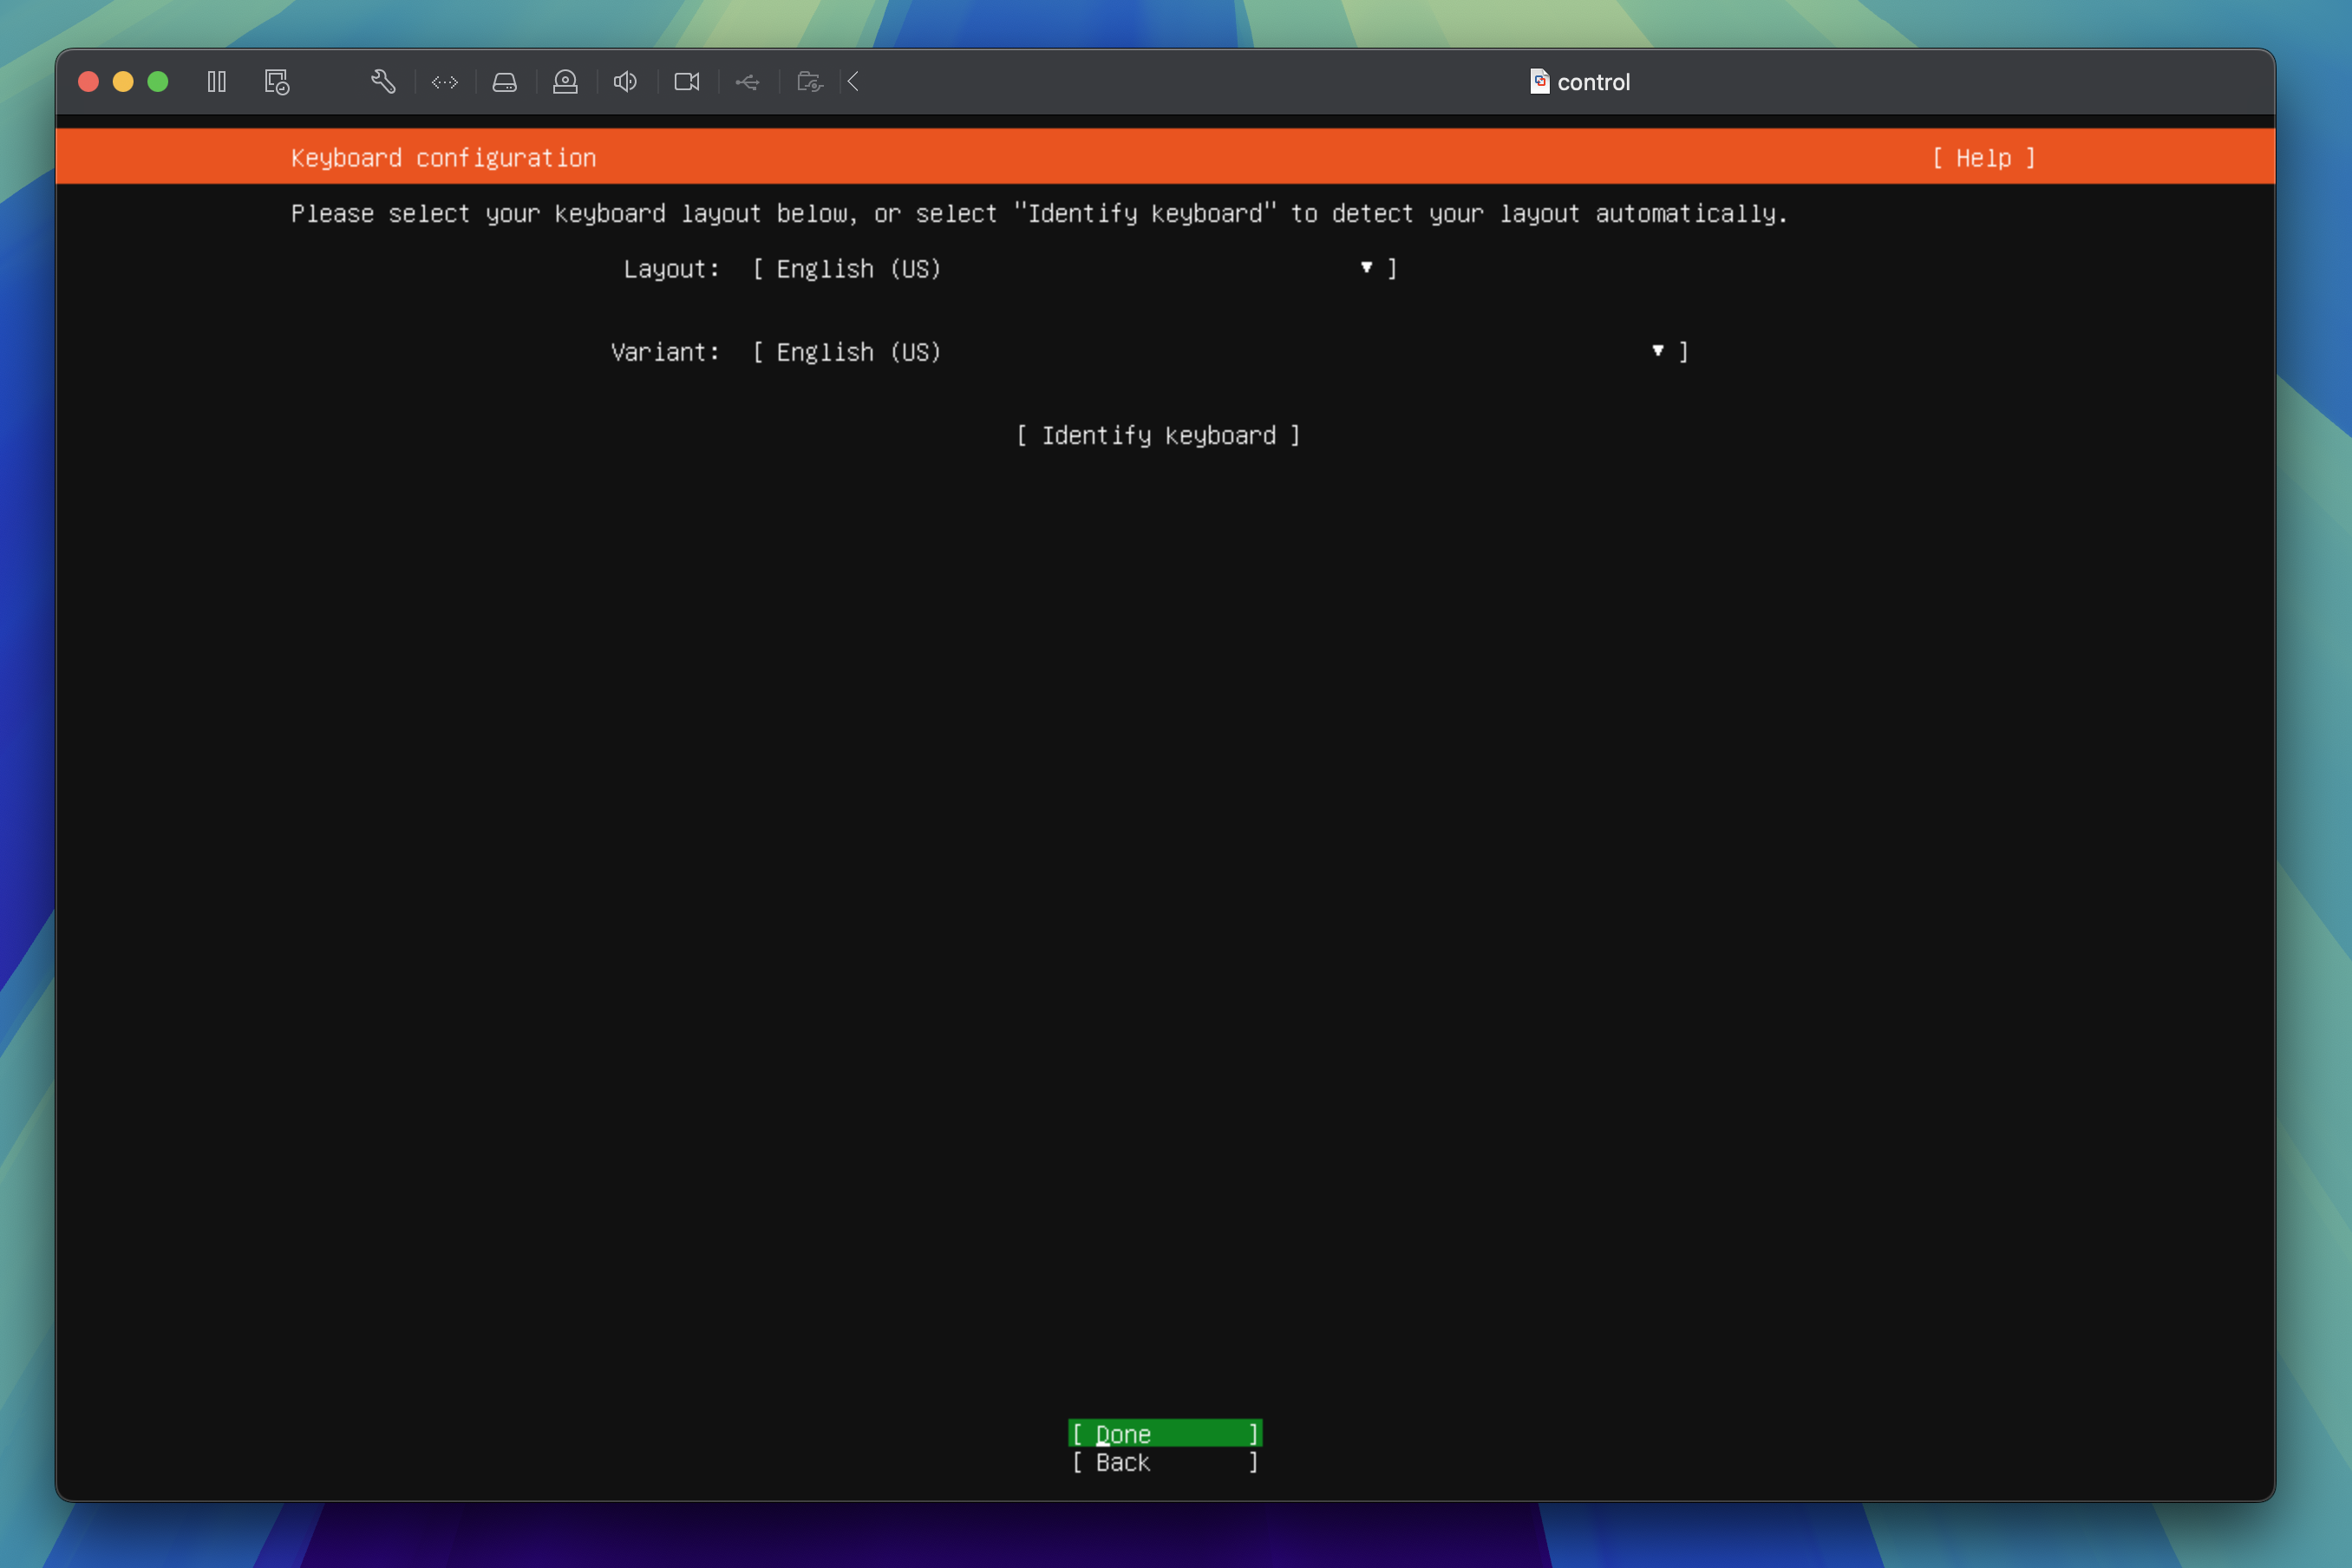 control
Keyboard configuration [ Help ]
Please select your keyboard layout below, or select "Identify keyboard" to detect your layout automatically.
Layout: [ English (US) ▼ ]
Variant: [ English (US) ▼ ]
[ Identify keyboard ]
[ Done ]
[ Back ]